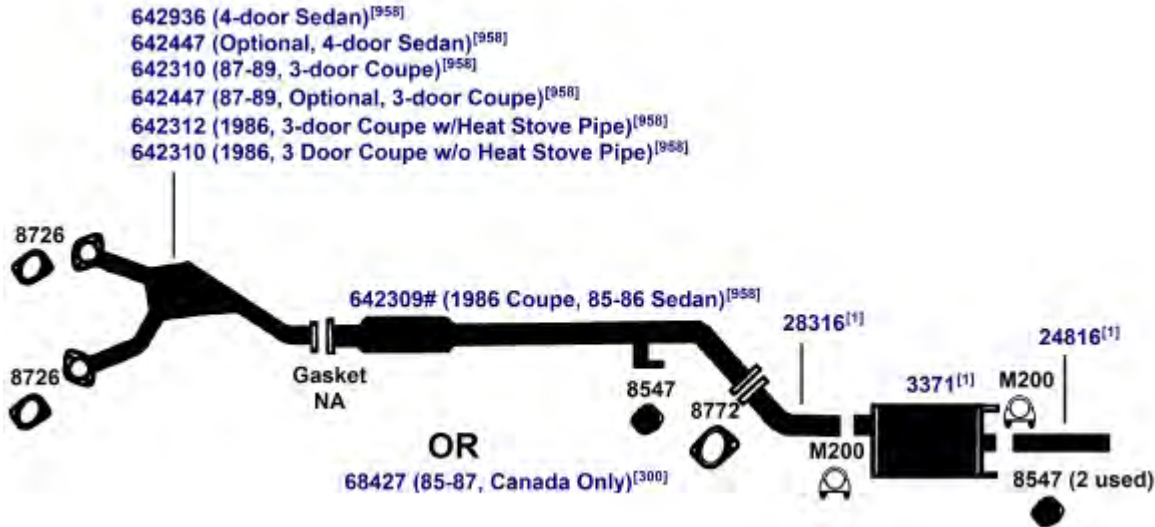 642936 (4-door Sedan)[958]
642447 (Optional, 4-door Sedan)[958]
642310 (87-89, 3-door Coupe)[958]
642447 (87-89, Optional, 3-door Coupe)[958]
642312 (1986, 3-door Coupe w/Heat Stove Pipe)[958]
642310 (1986, 3 Door Coupe w/o Heat Stove Pipe)[958]
8726
642309# (1986 Coupe, 85-86 Sedan)[958]
28316[1]
24816[1]
8726
Gasket
NA
8547
8772
3371[1]
M200
OR
M200
68427 (85-87, Canada Only)[300]
8547 (2 used)